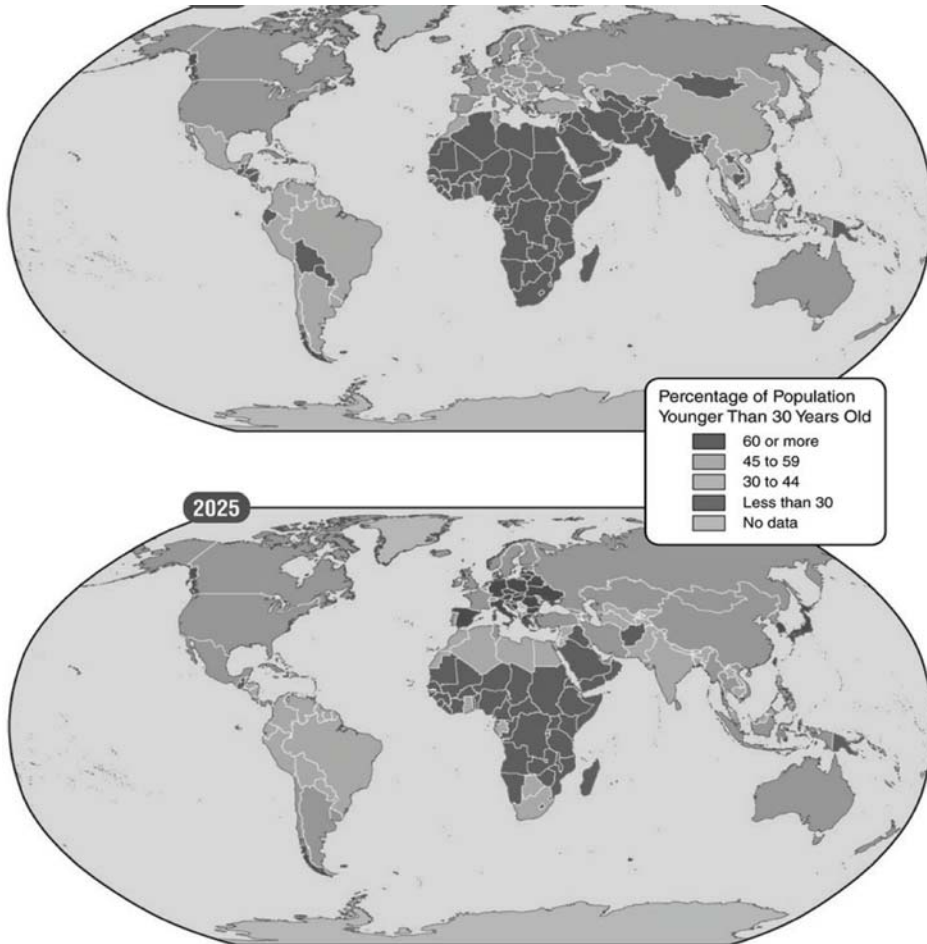 Percentage of Population
Younger Than 30 Years Old
60 or more
45 to 59
30 to 44
Less than 30
No data
2025